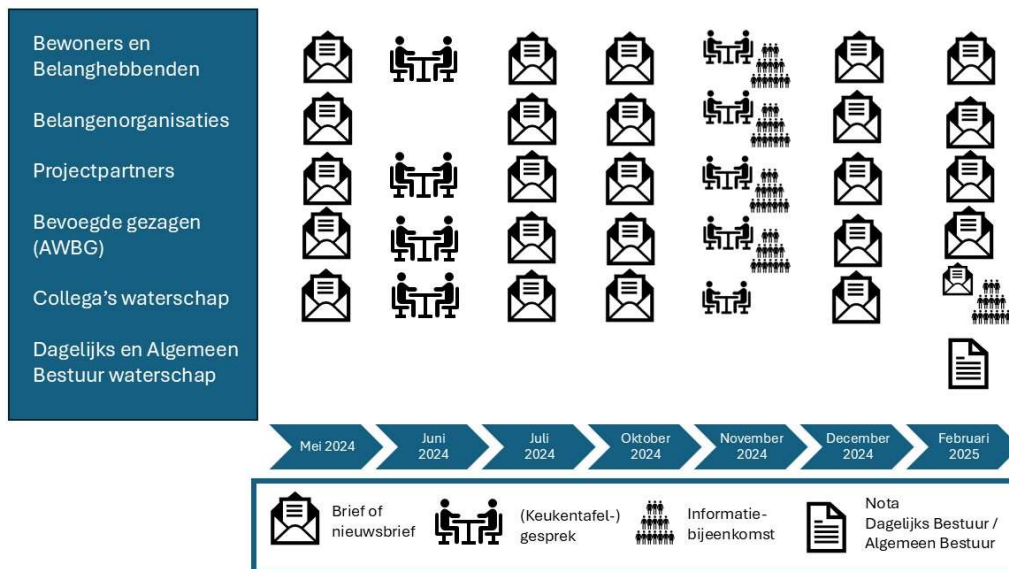 Bewoners en
Belanghebbenden
Belangenorganisaties
Projectpartners
Bevoegde gezagen
(AWBG)
Collega's waterschap
Dagelijks en Algemeen
Bestuur waterschap
Mei 2024
Juni
2024
Juli
2024
Oktober
2024
November
2024
December
2024
Februari
2025
Brief of
nieuwsbrief
(Keukentafel-)
gesprek
Informatie-
bijeenkomst
Nota
Dagelijks Bestuur /
Algemeen Bestuur